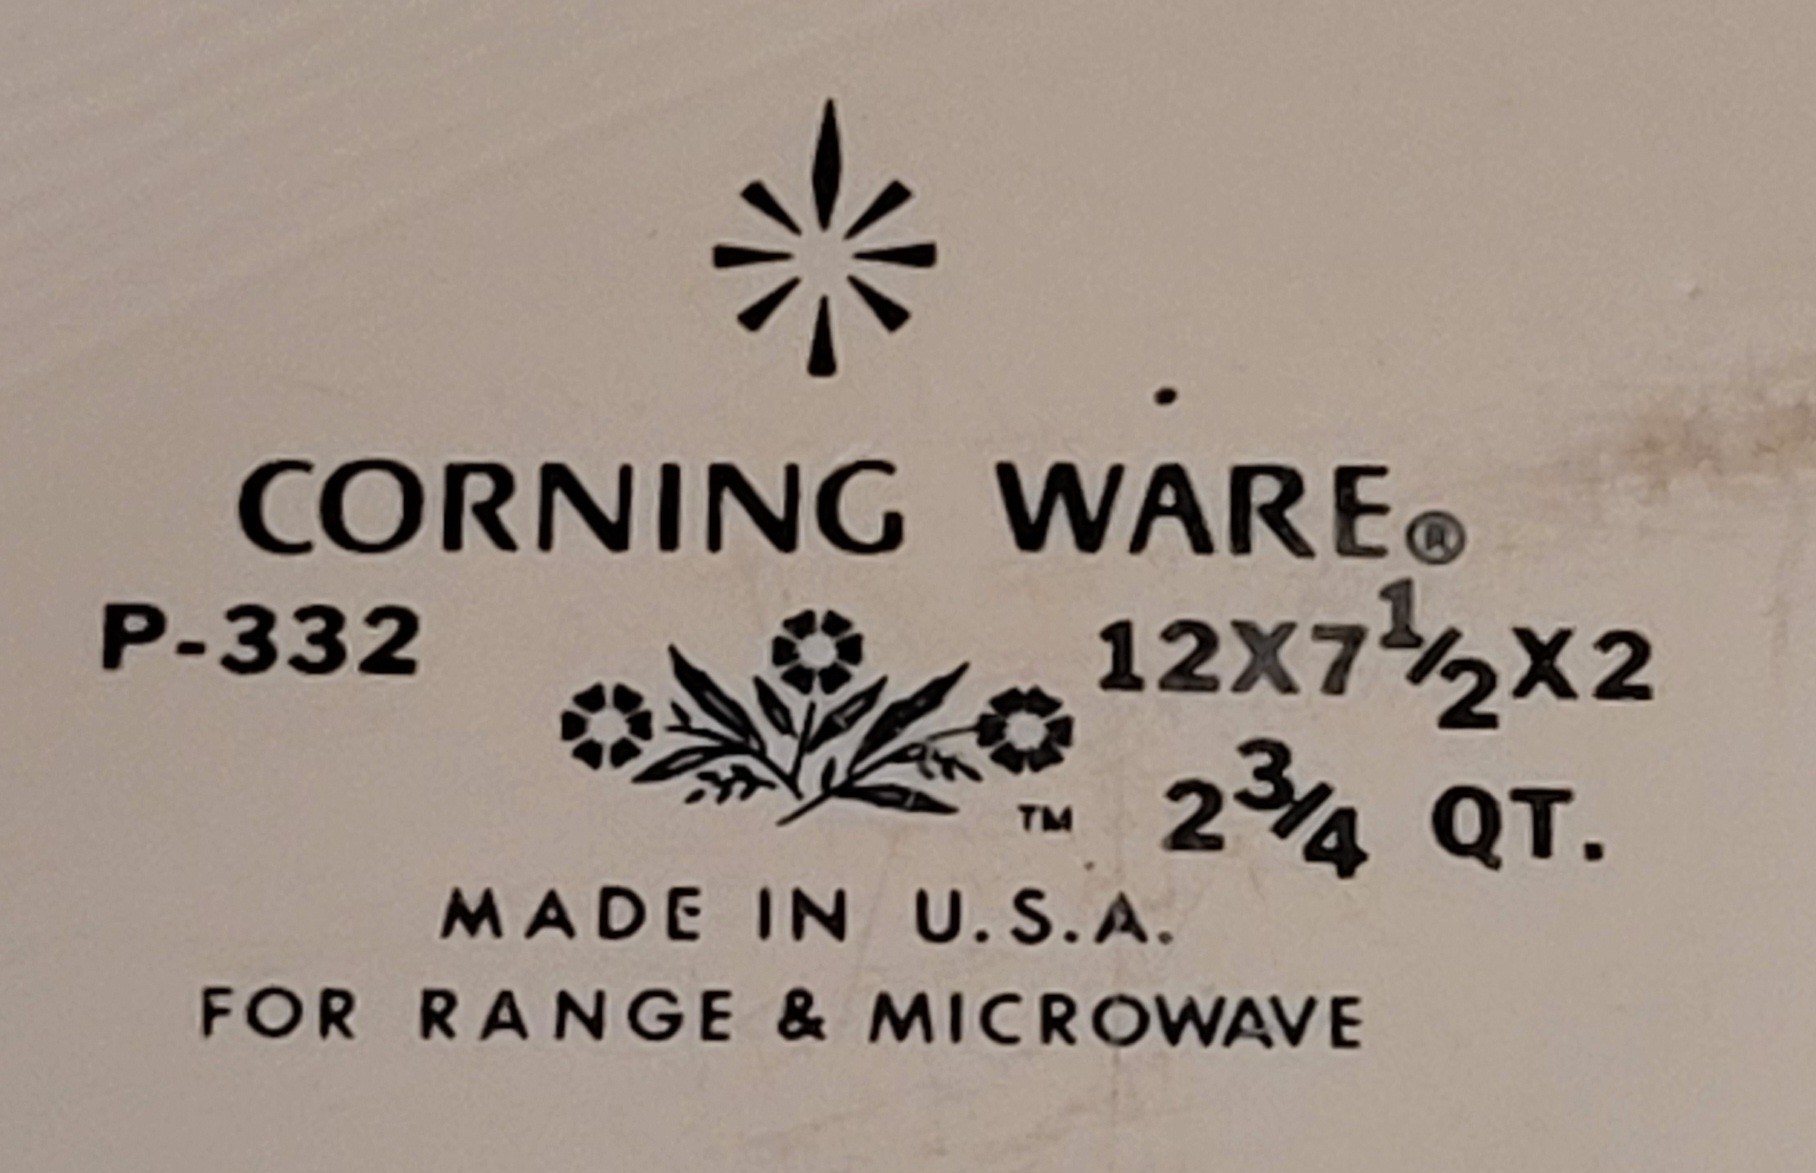 CORNING WARE®
P-332 12X7½X2
2¾ QT.
TM
MADE IN U.S.A.
FOR RANGE & MICROWAVE